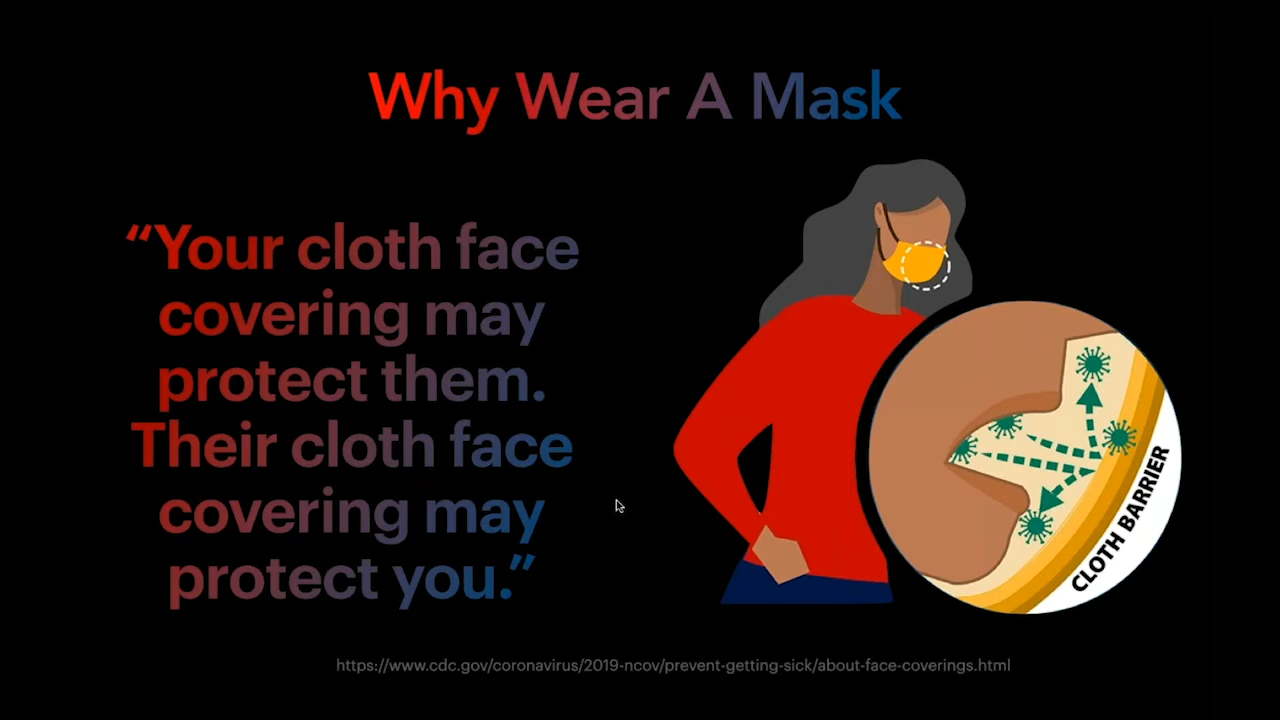 Why Wear A Mask
“Your cloth face
covering may
protect them.
Their cloth face
covering may
protect you.”
CLOTH BARRIER
https://www.cdc.gov/coronavirus/2019-ncov/prevent-getting-sick/about-face-coverings.html